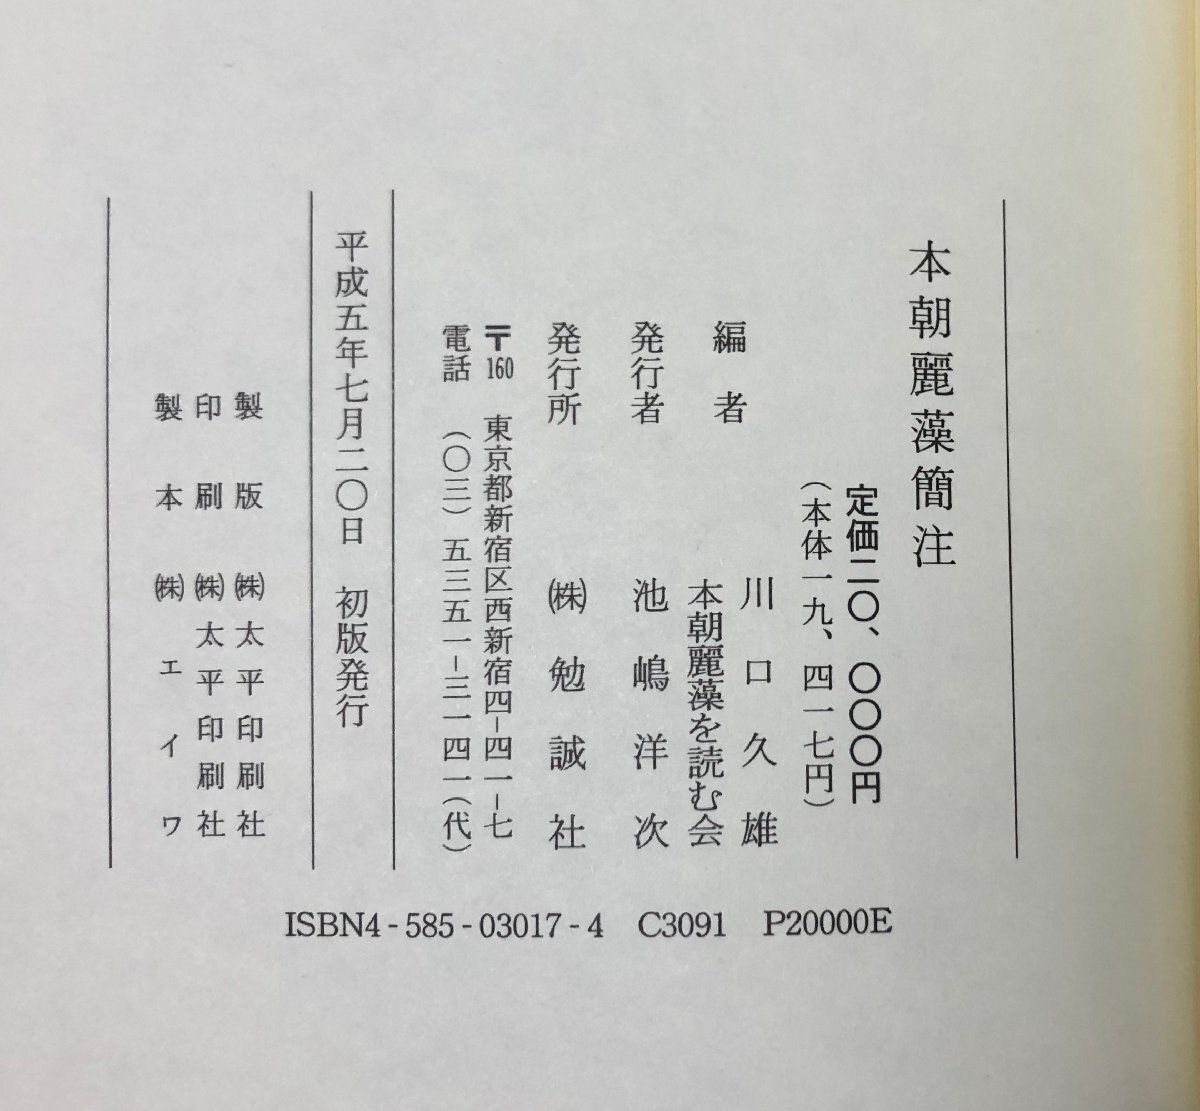 本朝麗藻簡注
定価二〇、〇〇〇円
(本体一九、四一七円)
編者 川口久雄
本朝麗藻を読む会
発行者 池嶋洋次
発行所 ㈱勉誠社
〒160 東京都新宿区西新宿四-四一-七
電話 (〇三)五三五一-三一四一(代)
平成五年七月二〇日 初版発行
製版 ㈱太平印刷社
印刷 ㈱太平印刷社
製本 ㈱エイワ
ISBN4-585-03017-4 C3091 P20000E